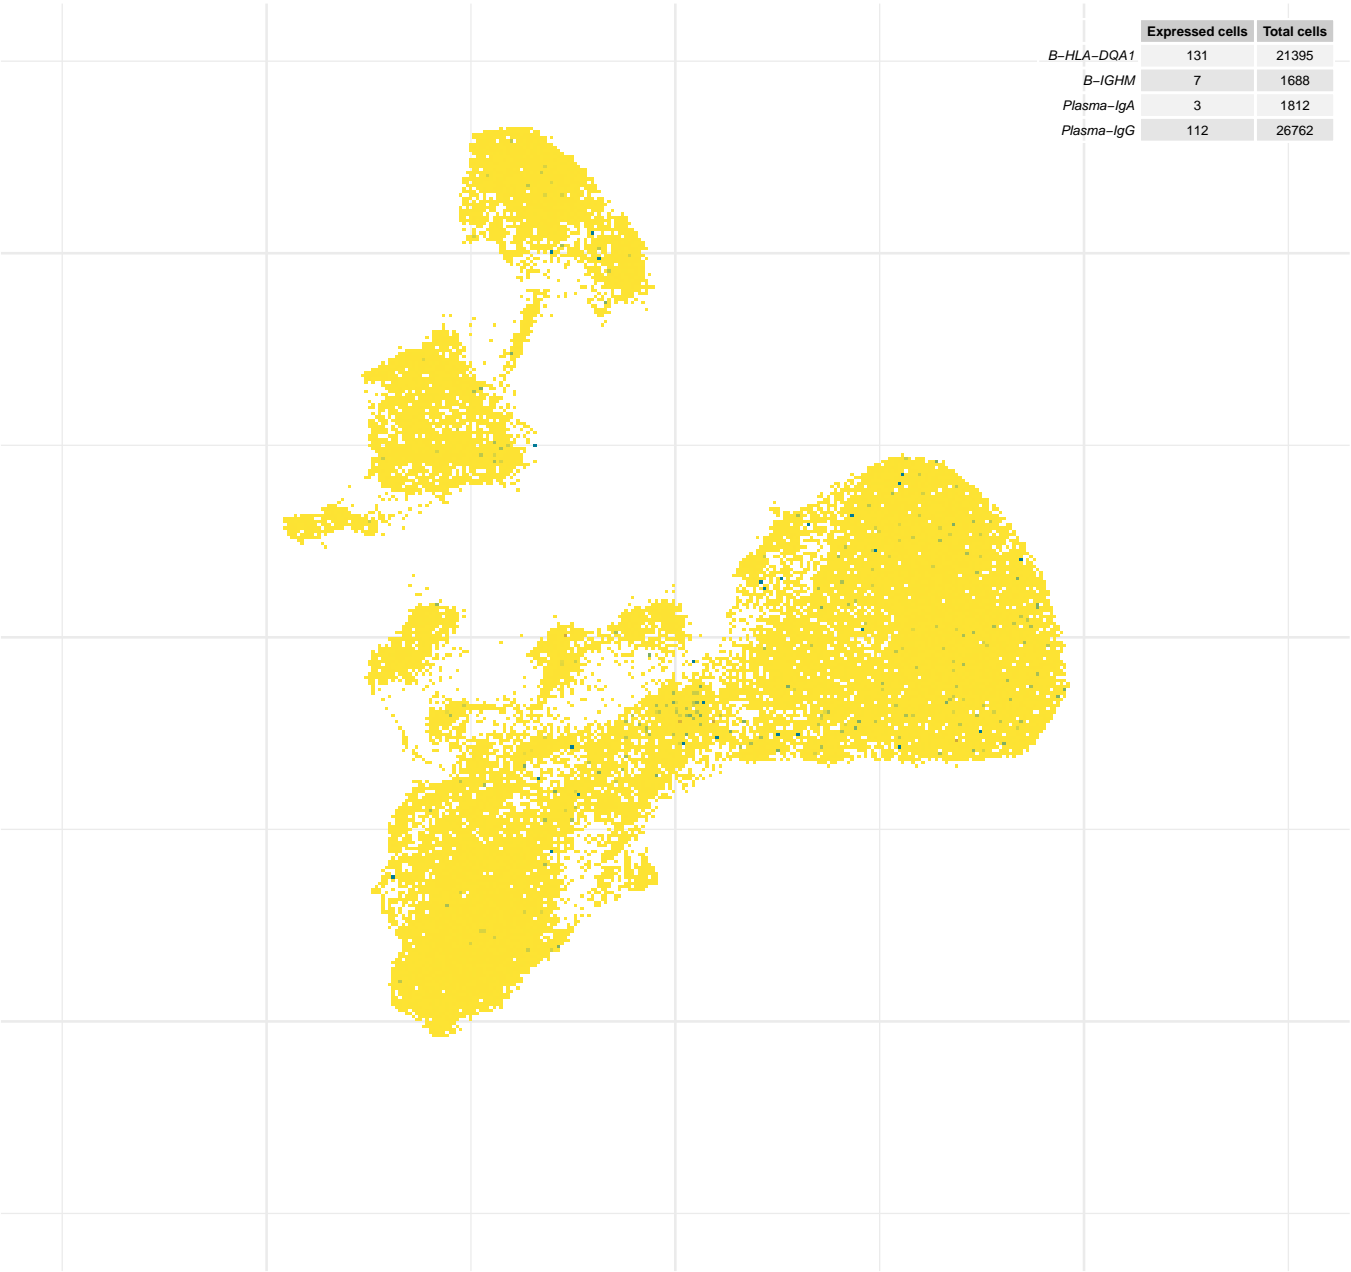 Expressed cells Total cells
B−HLA−DQA1 131 21395
B−IGHM 7 1688
Plasma−IgA 3 1812
Plasma−IgG 112 26762